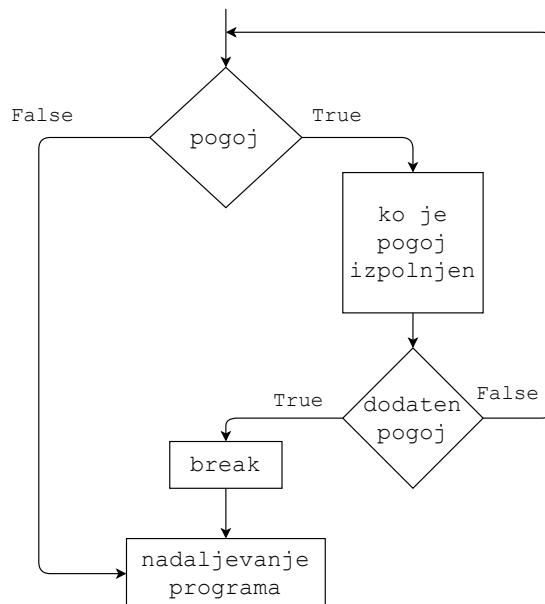 False
True
pogoj
ko je
pogoj
izpolnjen
True
False
dodaten
pogoj
break
nadaljevanje
programa